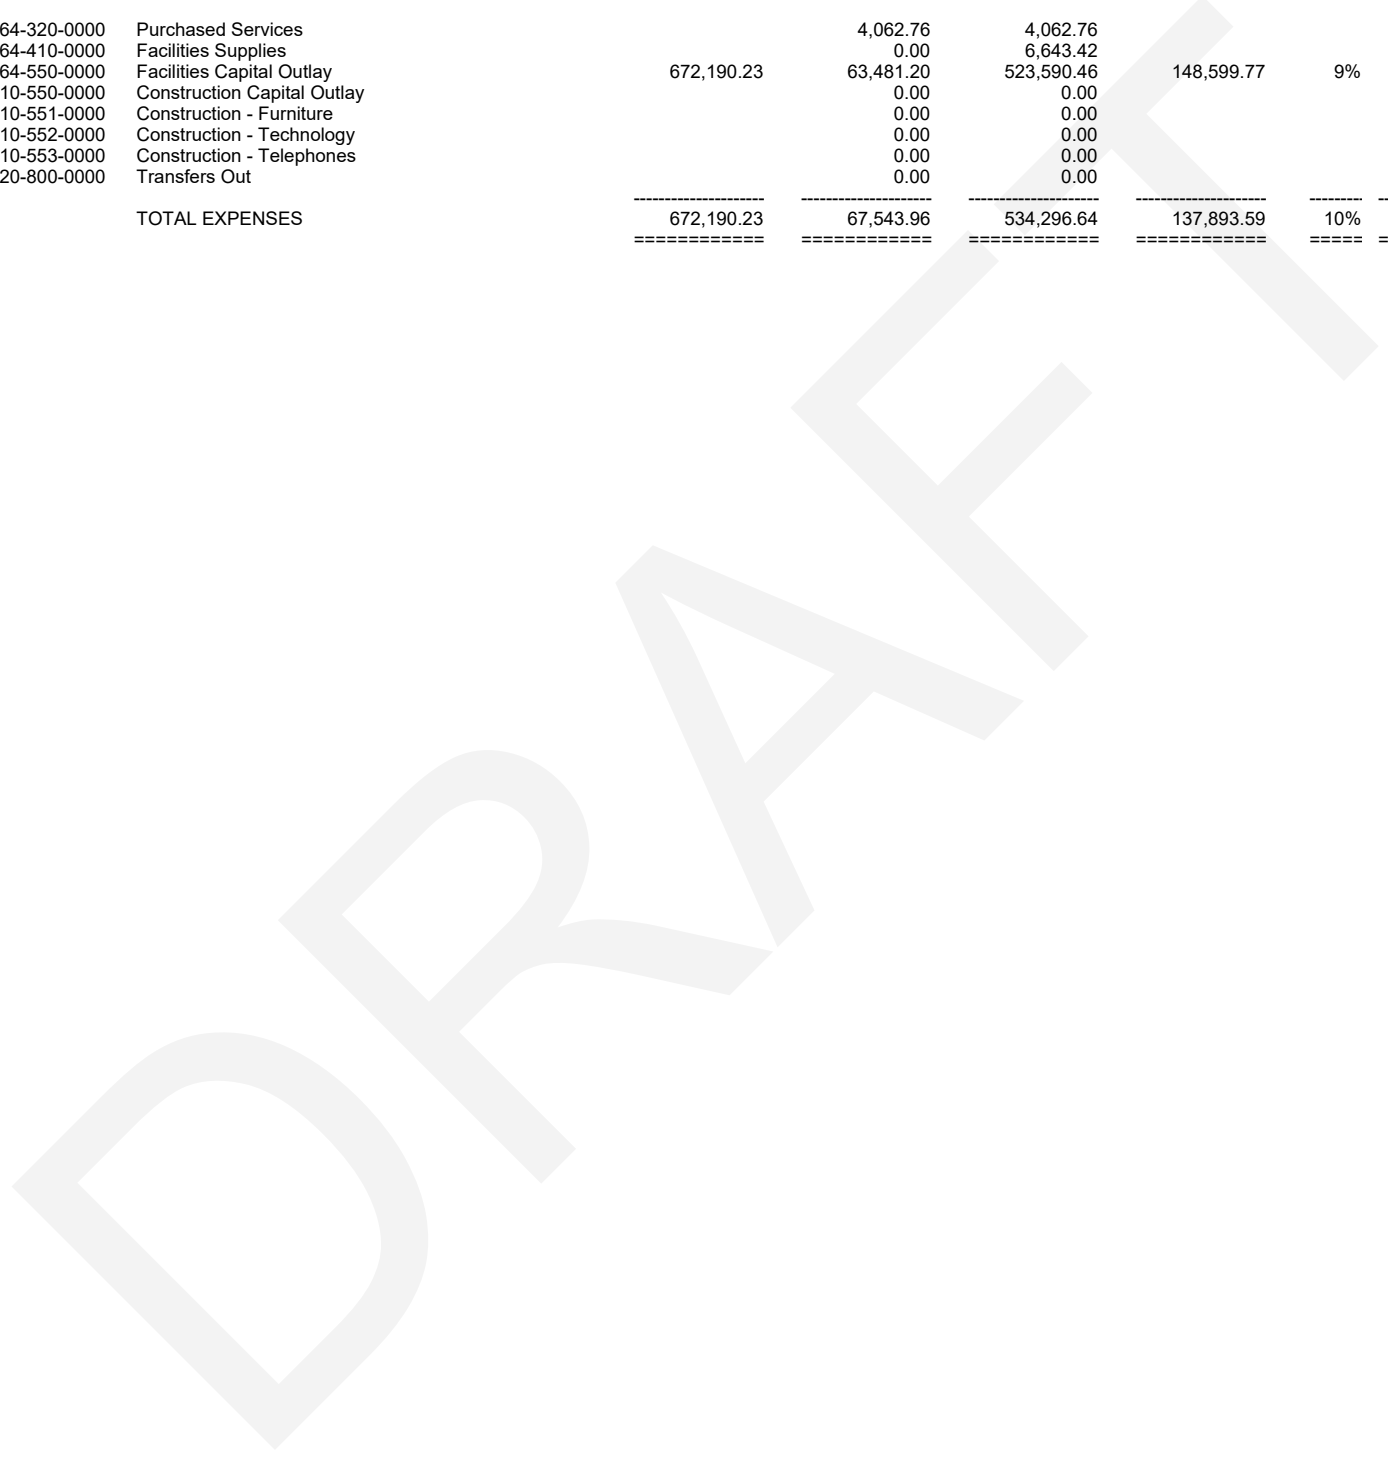 64-320-0000 Purchased Services 4,062.76 4,062.76
64-410-0000 Facilities Supplies 0.00 6,643.42
64-550-0000 Facilities Capital Outlay 672,190.23 63,481.20 523,590.46 148,599.77 9%
10-550-0000 Construction Capital Outlay 0.00 0.00
10-551-0000 Construction - Furniture 0.00 0.00
10-552-0000 Construction - Technology 0.00 0.00
10-553-0000 Construction - Telephones 0.00 0.00
20-800-0000 Transfers Out 0.00 0.00
TOTAL EXPENSES 672,190.23 67,543.96 534,296.64 137,893.59 10%
DRAFT